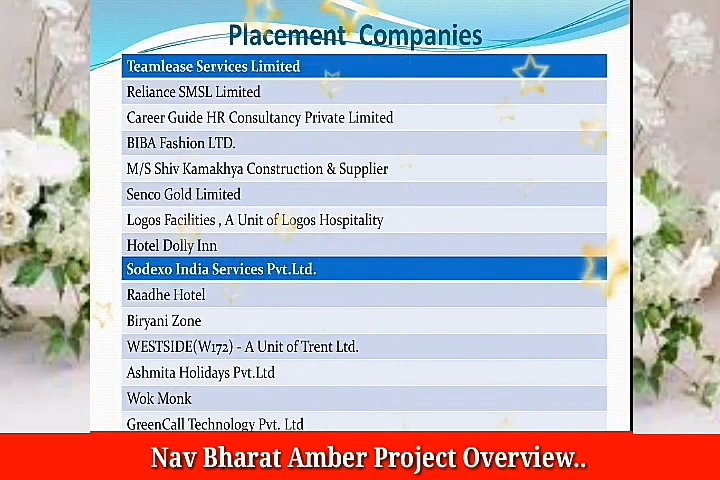 Placement Companies
Teamlease Services Limited
Reliance SMSL Limited
Career Guide HR Consultancy Private Limited
BIBA Fashion LTD.
M/S Shiv Kamakhya Construction & Supplier
Senco Gold Limited
Logos Facilities , A Unit of Logos Hospitality
Hotel Dolly Inn
Sodexo India Services Pvt.Ltd.
Raadhe Hotel
Biryani Zone
WESTSIDE(W172) - A Unit of Trent Ltd.
Ashmita Holidays Pvt.Ltd
Wok Monk
GreenCall Technology Pvt. Ltd
Nav Bharat Amber Project Overview..